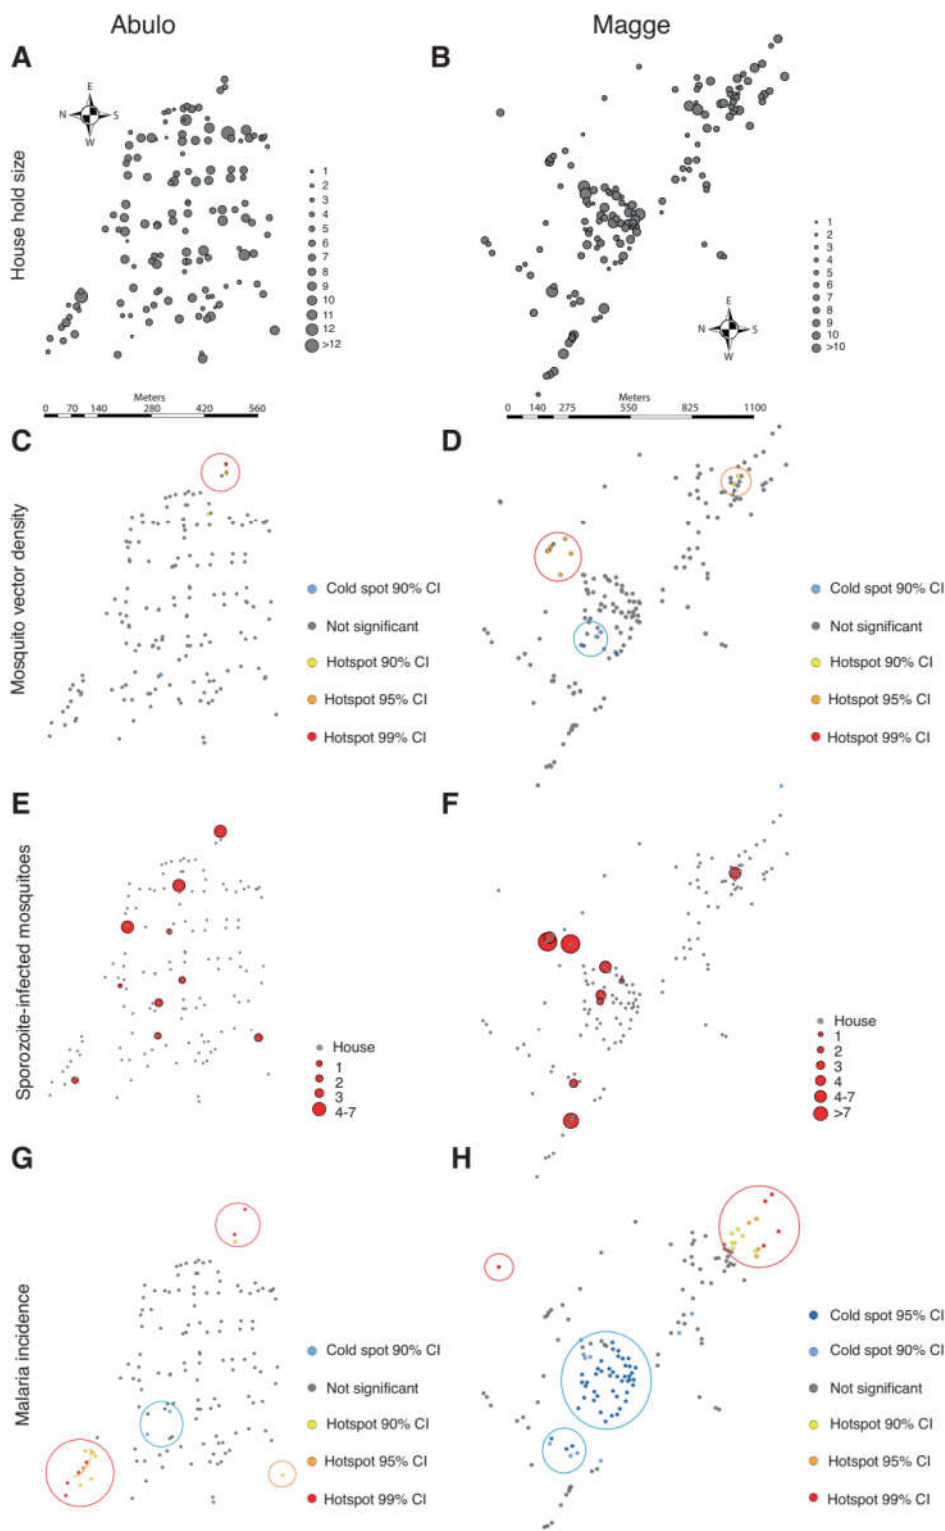 Abulo
Magge
A
B
E
N
S
W
House hold size
1
2
3
4
5
6
7
8
9
10
11
12
>12
1
2
3
4
5
6
7
8
9
10
>10
E
N
S
W
Meters
0 70 140 280 420 560
Meters
0 140 275 550 825 1100
C
D
Mosquito vector density
Cold spot 90% CI
Not significant
Hotspot 90% CI
Hotspot 95% CI
Hotspot 99% CI
Cold spot 90% CI
Not significant
Hotspot 90% CI
Hotspot 95% CI
Hotspot 99% CI
E
F
Sporozoite-infected mosquitoes
House
1
2
3
4-7
House
1
2
3
4
4-7
>7
G
H
Malaria incidence
Cold spot 90% CI
Not significant
Hotspot 90% CI
Hotspot 95% CI
Hotspot 99% CI
Cold spot 95% CI
Cold spot 90% CI
Not significant
Hotspot 90% CI
Hotspot 95% CI
Hotspot 99% CI